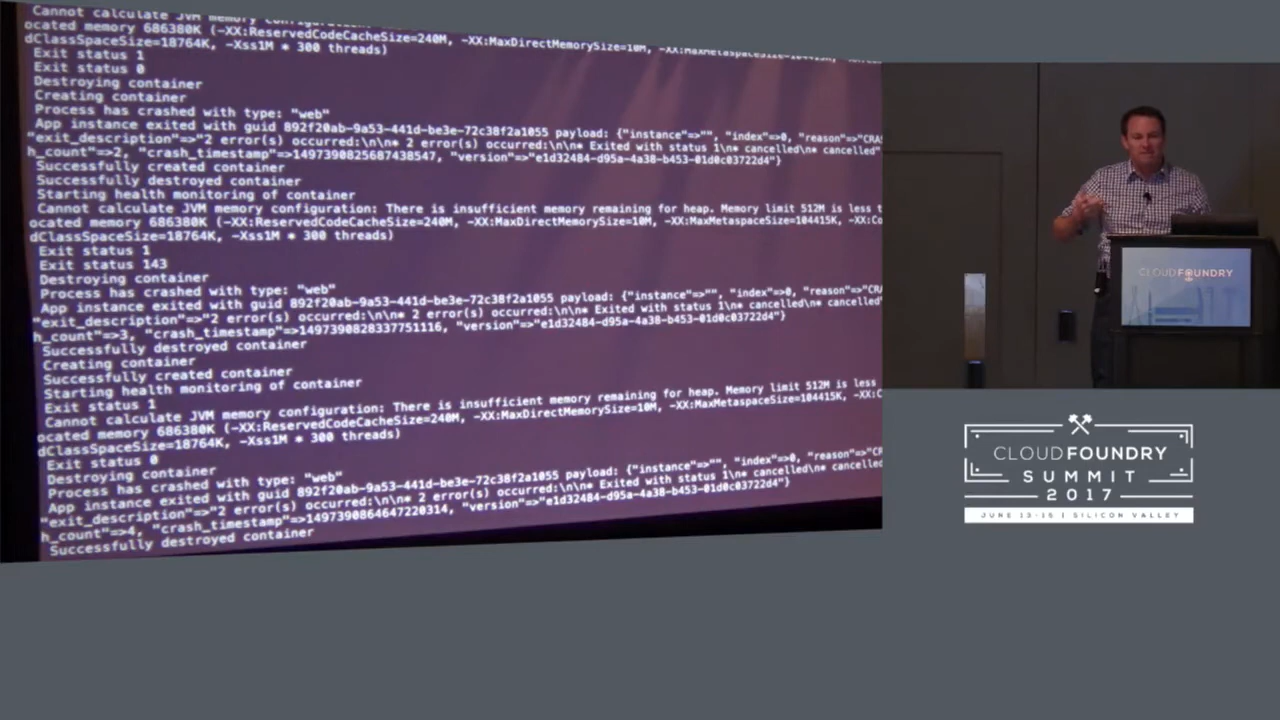 Cannot calculate JVM memory configuration:
ocated memory 686380K (-XX:ReservedCodeCacheSize=240M, -XX:MaxDirectMemorySize=10M, -XX:MaxMetaspaceSize=104415K,
dClassSpaceSize=18764K, -Xss1M * 300 threads)
Exit status 1
Exit status 0
Destroying container
Creating container
Process has crashed with type: "web"
App instance exited with guid 892f20ab-9a53-441d-be3e-72c38f2a1055 payload: {"instance"=>"", "index"=>0, "reason"=>"CRAS
"exit_description"=>"2 error(s) occurred:\n\n* 2 error(s) occurred:\n\n* Exited with status 1\n* cancelled\n* cancelled"
h_count"=>2, "crash_timestamp"=>1497390825687438547, "version"=>"e1d32484-d95a-4a38-b453-01d0c03722d4"}
Successfully created container
Successfully destroyed container
Starting health monitoring of container
Cannot calculate JVM memory configuration: There is insufficient memory remaining for heap. Memory limit 512M is less t
ocated memory 686380K (-XX:ReservedCodeCacheSize=240M, -XX:MaxDirectMemorySize=10M, -XX:MaxMetaspaceSize=104415K, -XX:Co
dClassSpaceSize=18764K, -Xss1M * 300 threads)
Exit status 1
Exit status 143
Destroying container
Process has crashed with type: "web"
App instance exited with guid 892f20ab-9a53-441d-be3e-72c38f2a1055 payload: {"instance"=>"", "index"=>0, "reason"=>"CRA
"exit_description"=>"2 error(s) occurred:\n\n* 2 error(s) occurred:\n\n* Exited with status 1\n* cancelled\n* cancelled"
h_count"=>3, "crash_timestamp"=>1497390828337751116, "version"=>"e1d32484-d95a-4a38-b453-01d0c03722d4"}
Successfully destroyed container
Creating container
Successfully created container
Starting health monitoring of container
Exit status 1
Cannot calculate JVM memory configuration: There is insufficient memory remaining for heap. Memory limit 512M is less
ocated memory 686380K (-XX:ReservedCodeCacheSize=240M, -XX:MaxDirectMemorySize=10M, -XX:MaxMetaspaceSize=104415K, -XX:C
dClassSpaceSize=18764K, -Xss1M * 300 threads)
Exit status 0
Destroying container
Process has crashed with type: "web"
App instance exited with guid 892f20ab-9a53-441d-be3e-72c38f2a1055 payload: {"instance"=>"", "index"=>0, "reason"=>"CR
"exit_description"=>"2 error(s) occurred:\n\n* 2 error(s) occurred:\n\n* Exited with status 1\n* cancelled\n* cancelled
h_count"=>4, "crash_timestamp"=>1497390864647220314, "version"=>"e1d32484-d95a-4a38-b453-01d0c03722d4"}
Successfully destroyed container
CLOUDFOUNDRY
CLOUDFOUNDRY
SUMMIT
2017
JUNE 13-15 | SILICON VALLEY